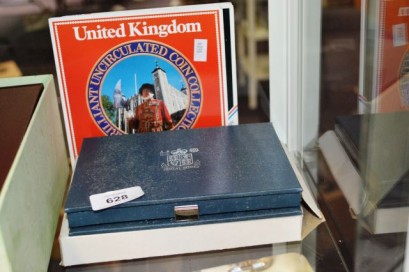 United Kingdom
BRILLIANT UNCIRCULATED COIN COLLECTION
628